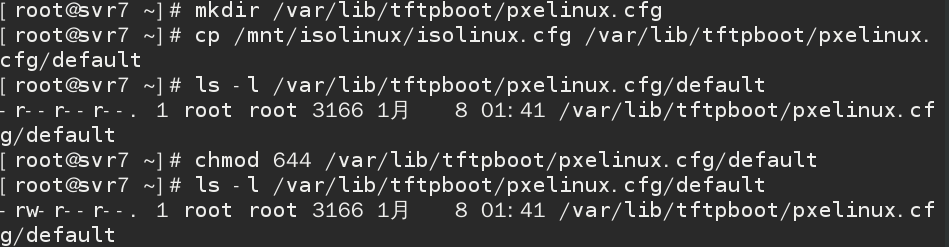 [root@svr7 ~]# mkdir /var/lib/tftpboot/pxelinux.cfg
[root@svr7 ~]# cp /mnt/isolinux/isolinux.cfg /var/lib/tftpboot/pxelinux.
cfg/default
[root@svr7 ~]# ls -l /var/lib/tftpboot/pxelinux.cfg/default
-r--r--r--. 1 root root 3166 1月   8 01:41 /var/lib/tftpboot/pxelinux.cf
g/default
[root@svr7 ~]# chmod 644 /var/lib/tftpboot/pxelinux.cfg/default
[root@svr7 ~]# ls -l /var/lib/tftpboot/pxelinux.cfg/default
-rw-r--r--. 1 root root 3166 1月   8 01:41 /var/lib/tftpboot/pxelinux.cf
g/default